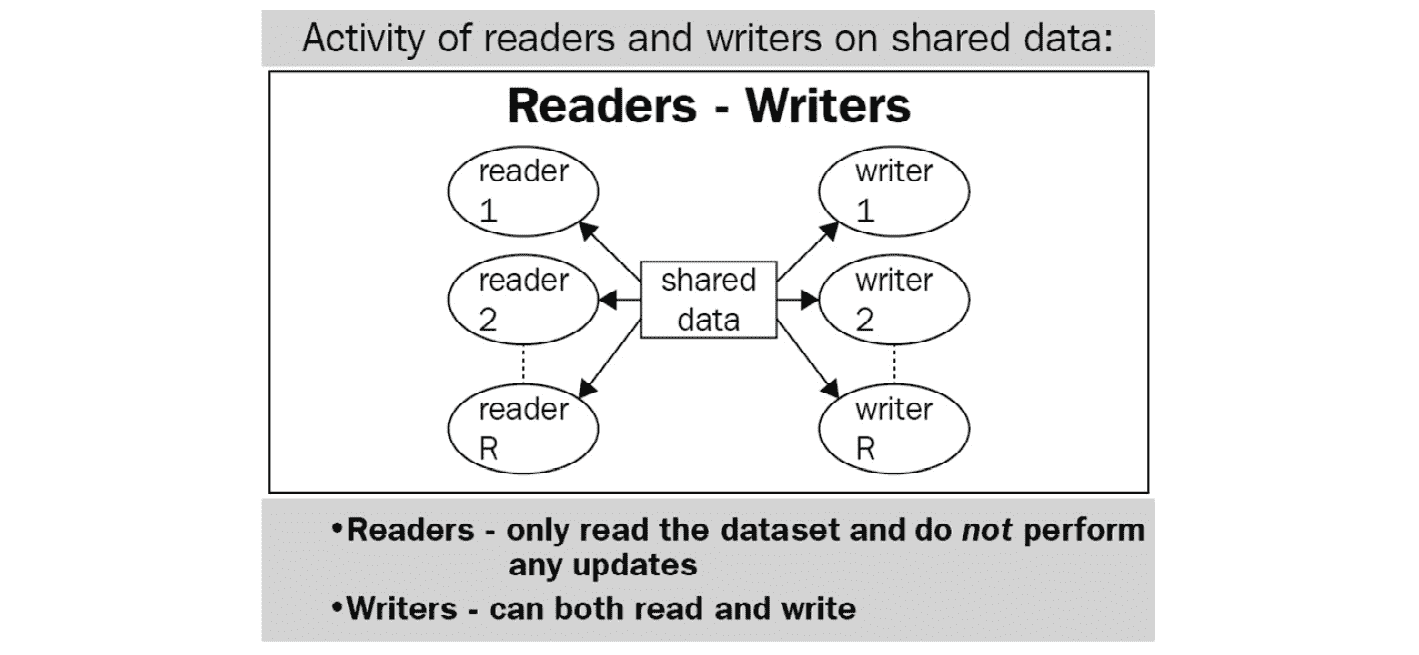 Activity of readers and writers on shared data:
Readers - Writers
reader
1
reader
2
reader
R
shared
data
writer
1
writer
2
writer
R
•Readers - only read the dataset and do not perform
any updates
•Writers - can both read and write